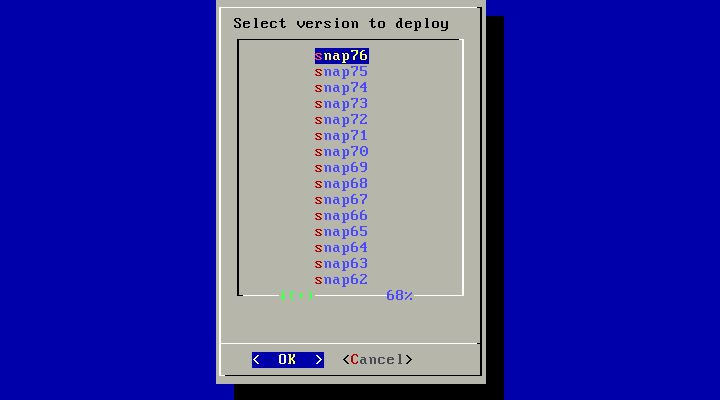 Select version to deploy
snap76
snap75
snap74
snap73
snap72
snap71
snap70
snap69
snap68
snap67
snap66
snap65
snap64
snap63
snap62
68%
< OK > <Cancel>